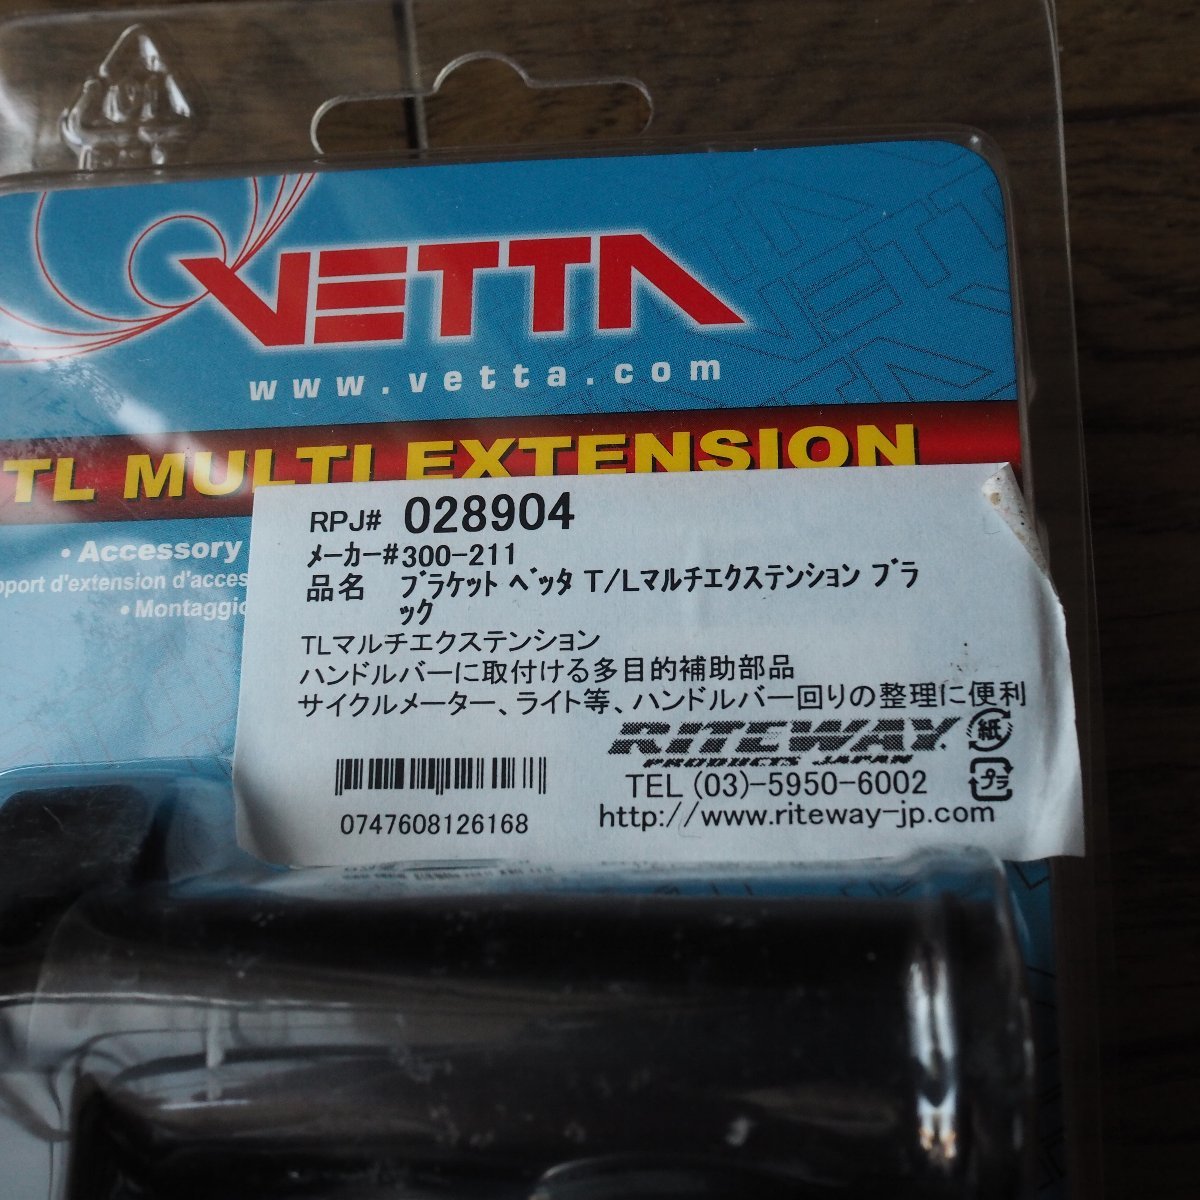 VETTA
www.vetta.com
TL MULTI EXTENSION
• Accessory
pport d'extension d'acces
• Montaggio
RPJ# 028904
ﾒｰｶｰ#300-211
品名 ﾌﾞﾗｹｯﾄ ﾍﾞｯﾀ T/Lﾏﾙﾁｴｸｽﾃﾝｼｮﾝ ﾌﾞﾗ
ｯｸ
TLマルチエクステンション
ハンドルバーに取付ける多目的補助部品
サイクルメーター、ライト等、ハンドルバー回りの整理に便利
RITEWAY
PRODUCTS JAPAN
紙
プラ
TEL (03)-5950-6002
http://www.riteway-jp.com
0747608126168